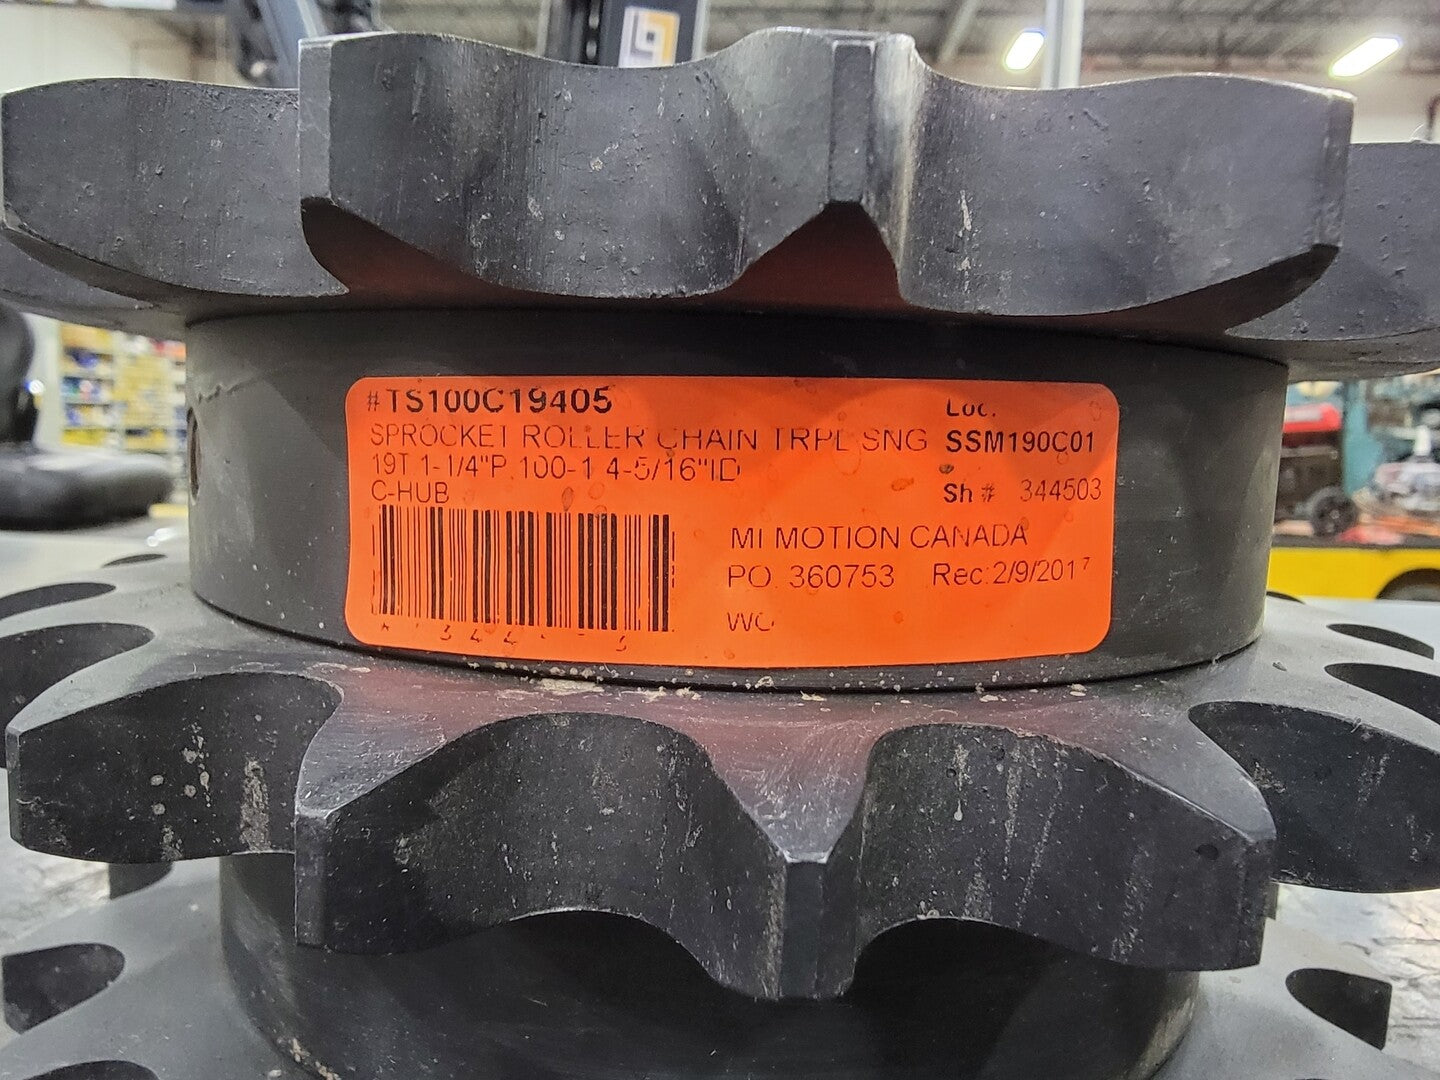 #TS100C19405
Loc.
SPROCKET ROLLER CHAIN TRPL SNG
SSM190C01
19T 1-1/4"P 100-1 4-5/16"ID
C-HUB
Sh # 344503
MI MOTION CANADA
PO. 360753 Rec:2/9/2017
WO